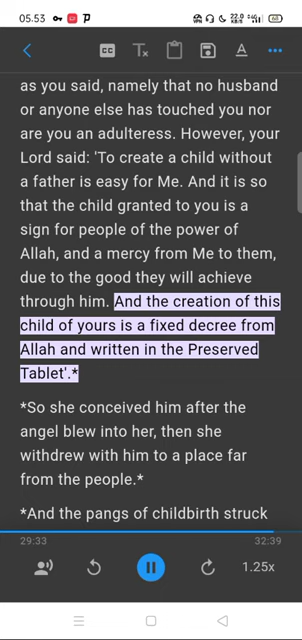 05.53
22.0 KB/S
68
CC
as you said, namely that no husband
or anyone else has touched you nor
are you an adulteress. However, your
Lord said: 'To create a child without
a father is easy for Me. And it is so
that the child granted to you is a
sign for people of the power of
Allah, and a mercy from Me to them,
due to the good they will achieve
through him. And the creation of this
child of yours is a fixed decree from
Allah and written in the Preserved
Tablet'.*
*So she conceived him after the
angel blew into her, then she
withdrew with him to a place far
from the people.*
*And the pangs of childbirth struck
29:33
32:39
1.25x